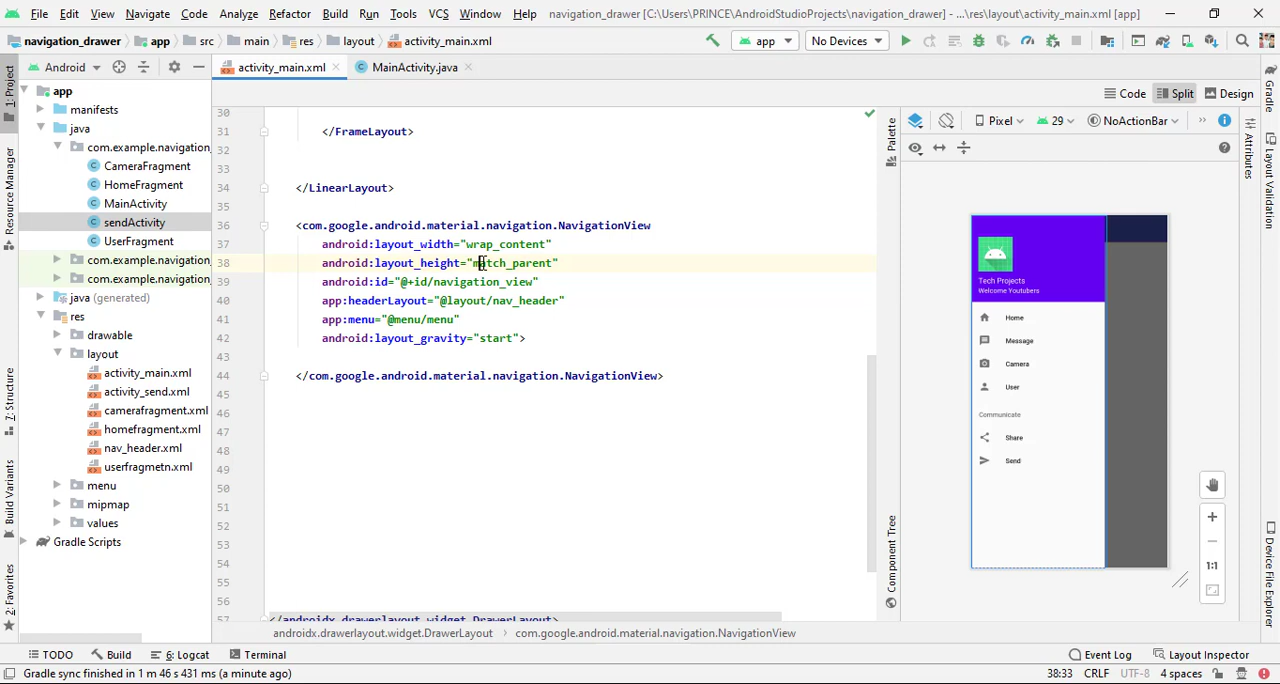 File Edit View Navigate Code Analyze Refactor Build Run Tools VCS Window Help navigation_drawer [C:\Users\PRINCE\AndroidStudioProjects\navigation_drawer] - ...\res\layout\activity_main.xml [app]
navigation_drawer app src main res layout activity_main.xml app No Devices
Android activity_main.xml MainActivity.java
Code Split Design
1: Project
Resource Manager
7: Structure
Build Variants
2: Favorites
app
manifests
java
com.example.navigation
CameraFragment
HomeFragment
MainActivity
sendActivity
UserFragment
com.example.navigation
com.example.navigation
java (generated)
res
drawable
layout
activity_main.xml
activity_send.xml
camerafragment.xml
homefragment.xml
nav_header.xml
userfragmetn.xml
menu
mipmap
values
Gradle Scripts
30
31 </FrameLayout>
32
33
34 </LinearLayout>
35
36 <com.google.android.material.navigation.NavigationView
37 android:layout_width="wrap_content"
38 android:layout_height="match_parent"
39 android:id="@+id/navigation_view"
40 app:headerLayout="@layout/nav_header"
41 app:menu="@menu/menu"
42 android:layout_gravity="start">
43
44 </com.google.android.material.navigation.NavigationView>
45
46
47
48
49
50
51
52
53
54
55
56
57 </androidx.drawerlayout.widget.DrawerLayout>
androidx.drawerlayout.widget.DrawerLayout com.google.android.material.navigation.NavigationView
Palette
Component Tree
Pixel 29 NoActionBar
Tech Projects
Welcome Youtubers
Home
Message
Camera
User
Communicate
Share
Send
1:1
Attributes
Gradle
Layout Validation
Device File Explorer
TODO Build 6: Logcat Terminal Event Log Layout Inspector
Gradle sync finished in 1 m 46 s 431 ms (a minute ago) 38:33 CRLF UTF-8 4 spaces